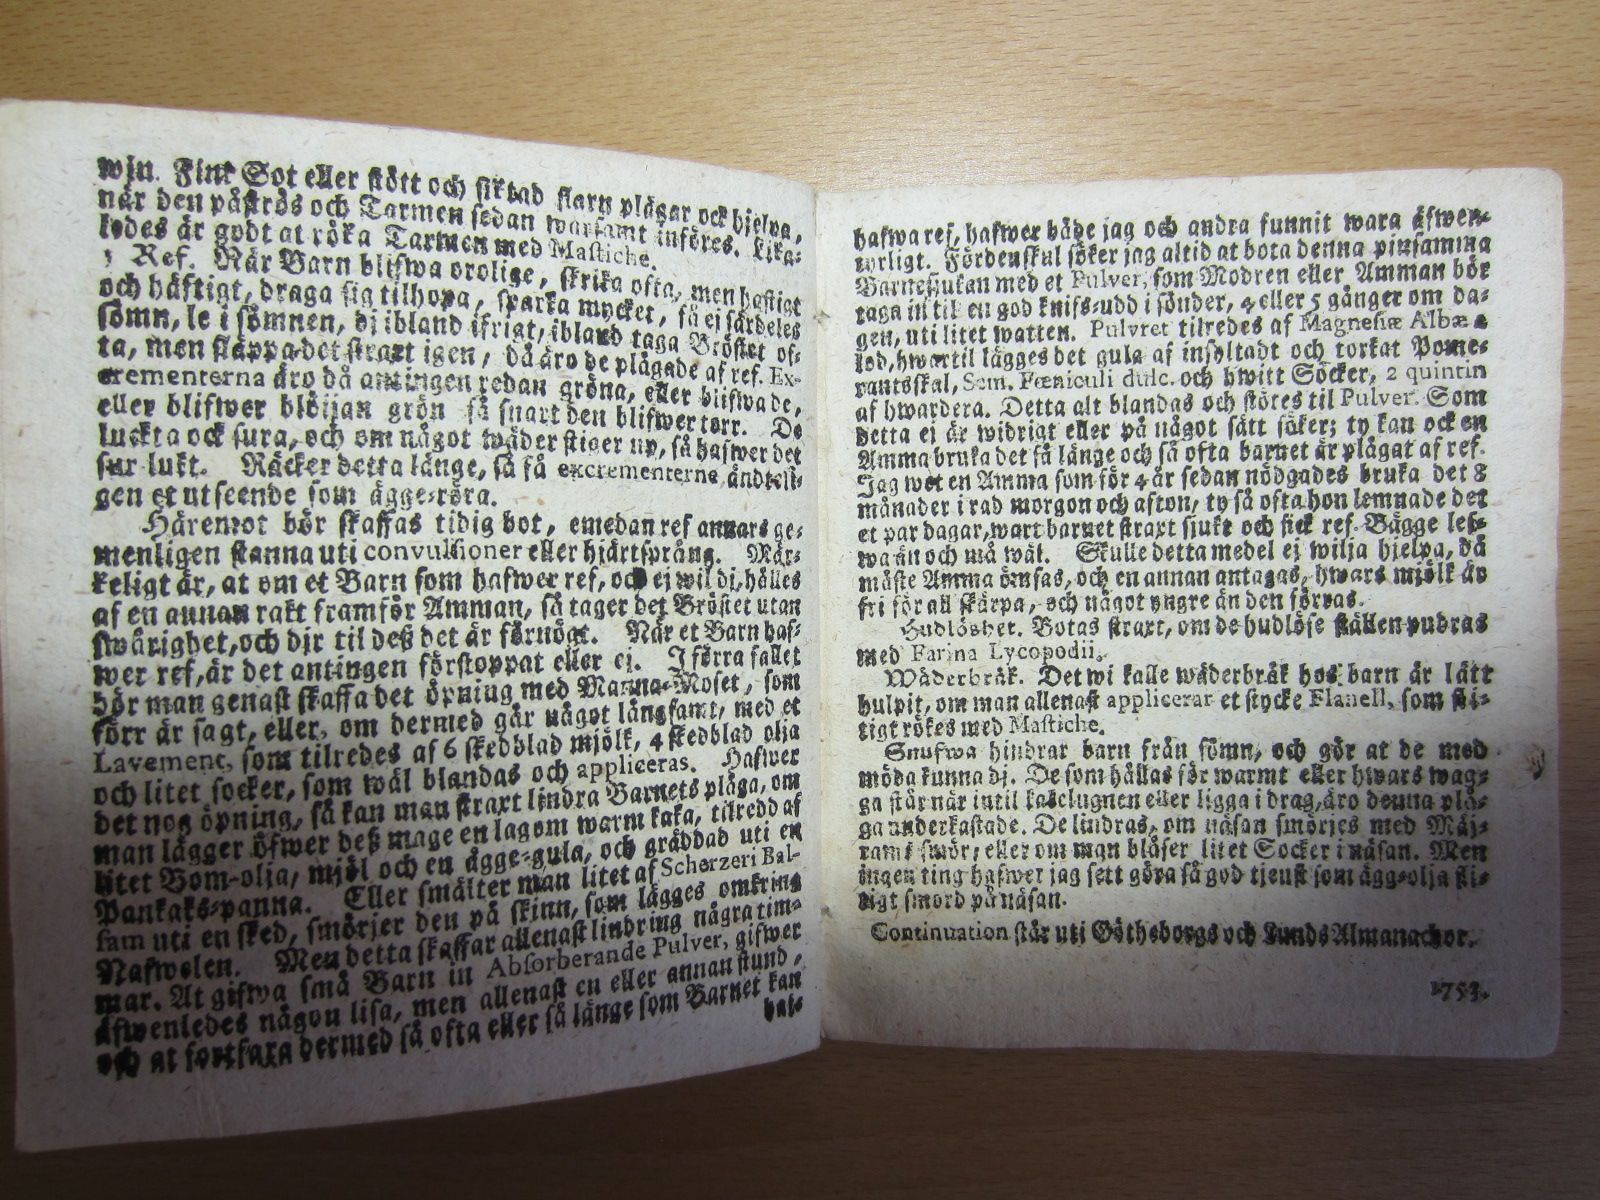 win. Fint Sot eller stött och siktad flarn plägar ock hjelpa,
när den påströs och Tarmen sedan warsamt införes. Lika-
ledes är godt at röka Tarmen med Mastiche.
Ref. När Barn blifwa orolige, skrika ofta, men hastigt
och häftigt, draga sig tilhopa, sparka mycket, få ej särdeles
sömn, le i sömnen, dj ibland ifrigt, ibland taga Bröstet of-
ta, men släppa det straxt igen, då äro de plågade af ref. Ex-
crementerna äro då antingen redan gröna, eller blifwa de,
eller blifwer blöijan grön så snart den blifwer torr. De
luckta ock sura, och om något wäder stiger up, så hafwer det
sur lukt. Räcker detta länge, så få excrementerne ändteli-
gen et utseende som ägge-röra.
Häremot bör skaffas tidig bot, emedan ref annars ge-
menligen stanna uti convulsioner eller hjärtsprång. Mär-
keligt är, at om et Barn som hafwer ref, och ej wil dj, hålles
af en annan rakt framför Amman, så tager det Bröstet utan
swårighet, och djr til deß det är förnögt. När et Barn haf-
wer ref, är det antingen förstoppat eller ej. I förra fallet
bör man genast skaffa det öpning med Manna-Moset, som
förr är sagt, eller, om dermed går något långsamt, med et
Lavement, som tilredes af 6 skedblad mjölk, 4 skedblad olja
och litet socker, som wäl blandas och appliceras. Hafwer
det nog öpning, så kan man straxt lindra Barnets plåga, om
man lägger öfwer deß mage en lagom warm kaka, tilredd af
litet Bom-olja, mjöl och en ägge-gula, och gräddad uti en
Pankaks-panna. Eller smälter man litet af Scherzeri Bal-
sam uti en sked, smörjer den på skinn, som lägges omkring
Nafwelen. Men detta skaffar allenast lindring några tim-
mar. At gifwa små Barn in Absorberande Pulver, gifwer
äfwenledes någon lisa, men allenast en eller annan stund,
och at fortfara dermed så ofta eller så länge som Barnet kan
haf-
hafwa ref, hafwer både jag och andra funnit wara äfwen-
tyrligt. Fördenskul söker jag altid at bota denna pinsamma
Barnesjukan med et Pulver, som Modren eller Amman bör
taga in til en god knifs-udd i sönder, 4 eller 5 gånger om da-
gen, uti litet watten. Pulvret tilredes af Magnesiæ Albæ
lod, hwartil lägges det gula af insyltadt och torkat Pome-
rantsskal, Sem. Fœniculi dulc. och hwitt Söcker, 2 quintin
af hwardera. Detta alt blandas och stötes til Pulver. Som
detta ej är widrigt eller på något sätt söker; ty kan ock en
Amma bruka det så länge och så ofta barnet är plågat af ref.
Jag wet en Amma som för 4 år sedan nödgades bruka det 8
månader i rad morgon och afton, ty så ofta hon lemnade det
et par dagar, wart barnet straxt sjukt och fick ref. Bägge lef-
wa än och må wäl. Skulle detta medel ej wilja hjelpa, då
måste Amma ömsas, och en annan antagas, hwars mjölk är
fri för all skärpa, och något yngre än den förras.
Hudlöshet. Botas straxt, om de hudlöse ställen pudras
med Farina Lycopodii.
Wäderbråk. Det wi kalle wäderbråk hos barn är lätt
hulpit, om man allenast applicerar et stycke Flanell, som fli-
tigt rökes med Mastiche.
Snufwa hindrar barn från sömn, och gör at de med
möda kunna dj. De som hållas för warmt eller hwars wag-
ga står när intil kakelugnen eller ligga i drag, äro denna plå-
ga underkastade. De lindras, om näsan smörjes med Mäj-
rams smör, eller om man blåser litet Socker i näsan. Men
ingen ting hafwer jag sett göra så god tjenst som ägg-olja fli-
tigt smord på näsan.
Continuation står uti Götheborgs och Lunds Almanachor.
1753.